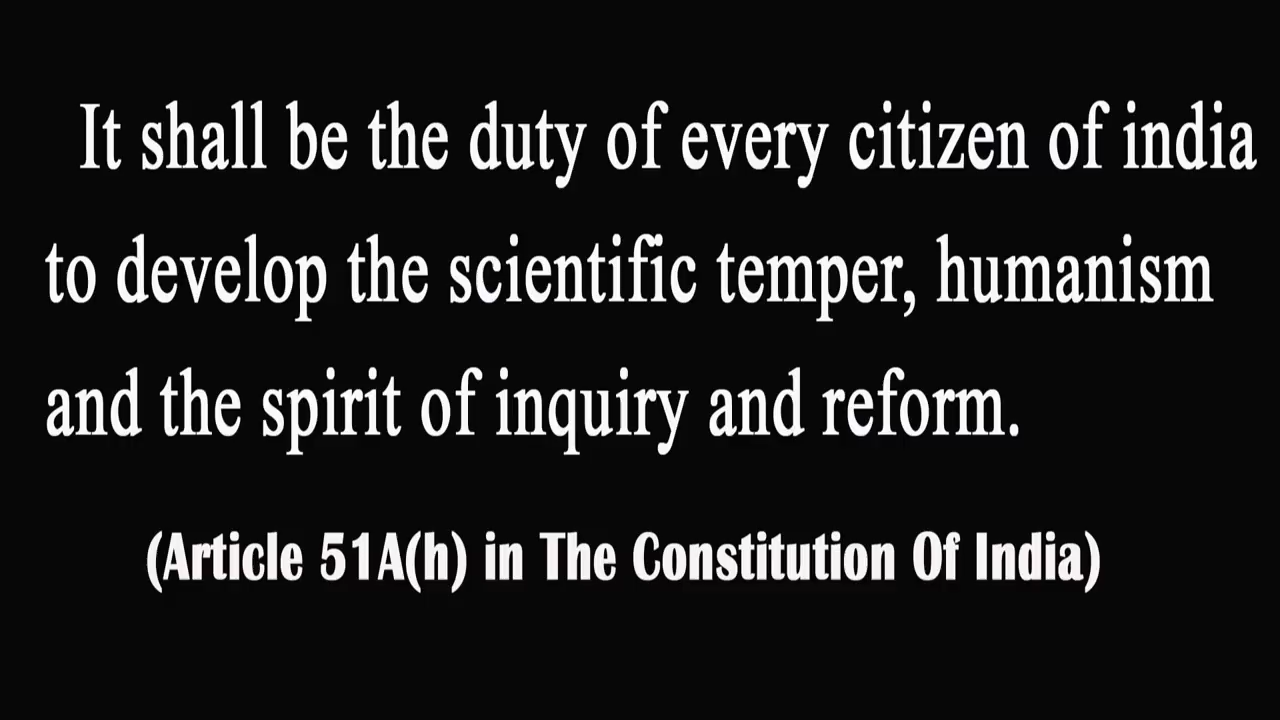 It shall be the duty of every citizen of india
to develop the scientific temper, humanism
and the spirit of inquiry and reform.
(Article 51A(h) in The Constitution Of India)